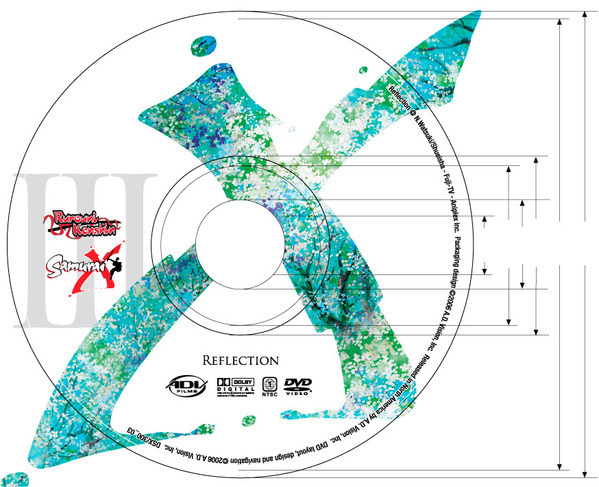 III
Rurouni
Kenshin
Samurai X
REFLECTION
ADV
FILMS
DOLBY
DIGITAL
NTSC
DVD
VIDEO
Reflection © N.Watsuki/Shueisha - Fuji-TV - Aniplex Inc. Packaging design ©2006 A.D. Vision, Inc. Released in North America by A.D. Vision, Inc. DVD layout, design and navigation ©2006 A.D. Vision, Inc. DSX/300_03